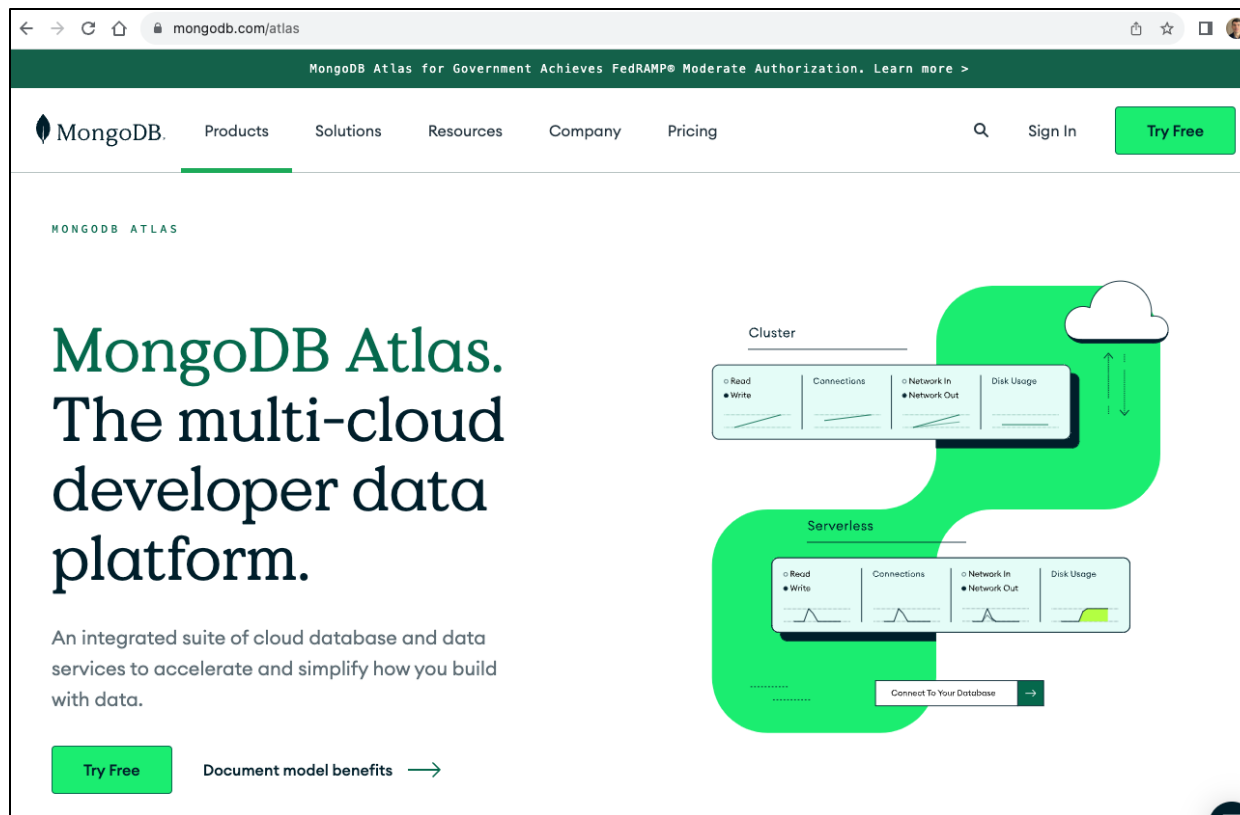 mongodb.com/atlas
MongoDB Atlas for Government Achieves FedRAMP® Moderate Authorization. Learn more >
MongoDB. Products Solutions Resources Company Pricing Sign In Try Free
MONGODB ATLAS
MongoDB Atlas.
The multi-cloud
developer data
platform.
An integrated suite of cloud database and data
services to accelerate and simplify how you build
with data.
Try Free Document model benefits
Cluster
Read Connections Network In Disk Usage
Write Network Out
Serverless
Read Connections Network In Disk Usage
Write Network Out
Connect To Your Database